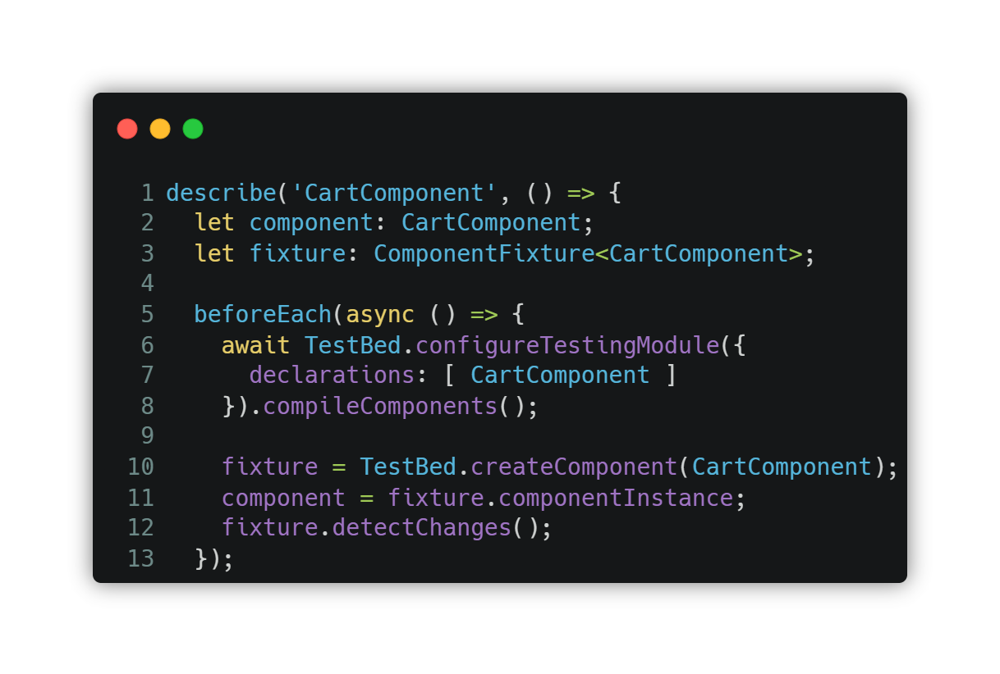 1 describe('CartComponent', () => {
2   let component: CartComponent;
3   let fixture: ComponentFixture<CartComponent>;
4
5   beforeEach(async () => {
6     await TestBed.configureTestingModule({
7       declarations: [ CartComponent ]
8     }).compileComponents();
9
10     fixture = TestBed.createComponent(CartComponent);
11     component = fixture.componentInstance;
12     fixture.detectChanges();
13   });